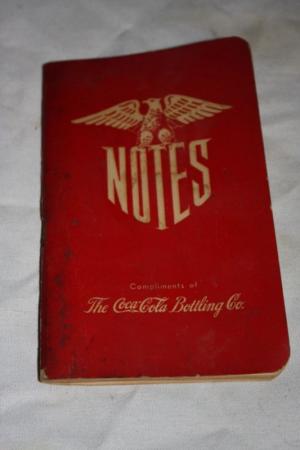 NOTES
Compliments of
The Coca-Cola Bottling Co.